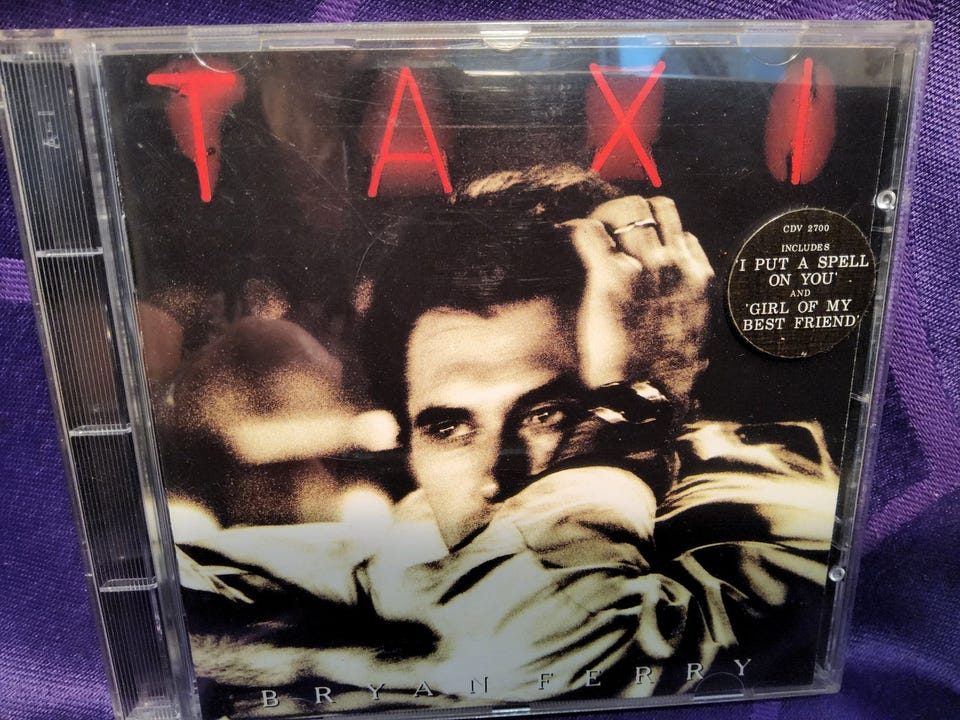 TAXI
CDV 2700
INCLUDES
I PUT A SPELL
ON YOU'
AND
'GIRL OF MY
BEST FRIEND'
BRYAN FERRY